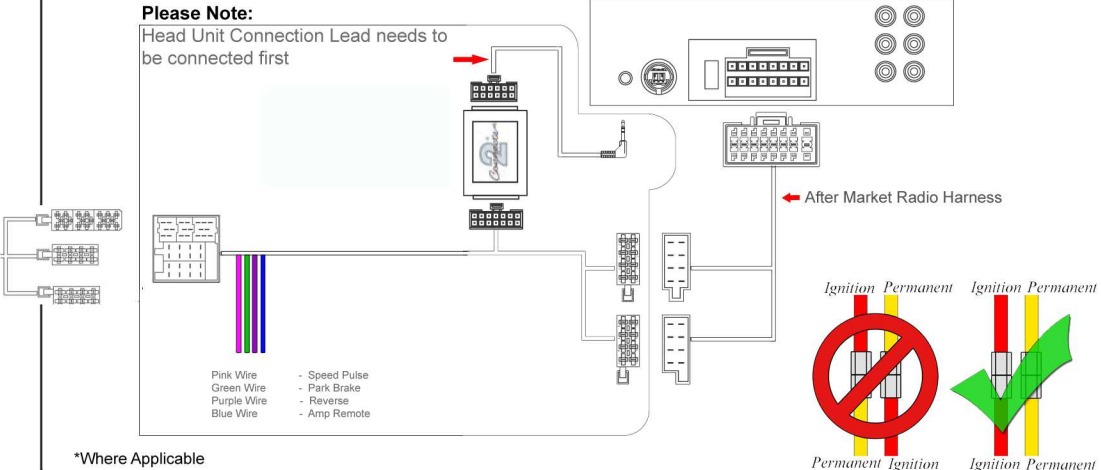 Please Note:
Head Unit Connection Lead needs to
be connected first
2
After Market Radio Harness
Ignition Permanent
Ignition Permanent
Pink Wire - Speed Pulse
Green Wire - Park Brake
Purple Wire - Reverse
Blue Wire - Amp Remote
Permanent Ignition
Ignition Permanent
*Where Applicable